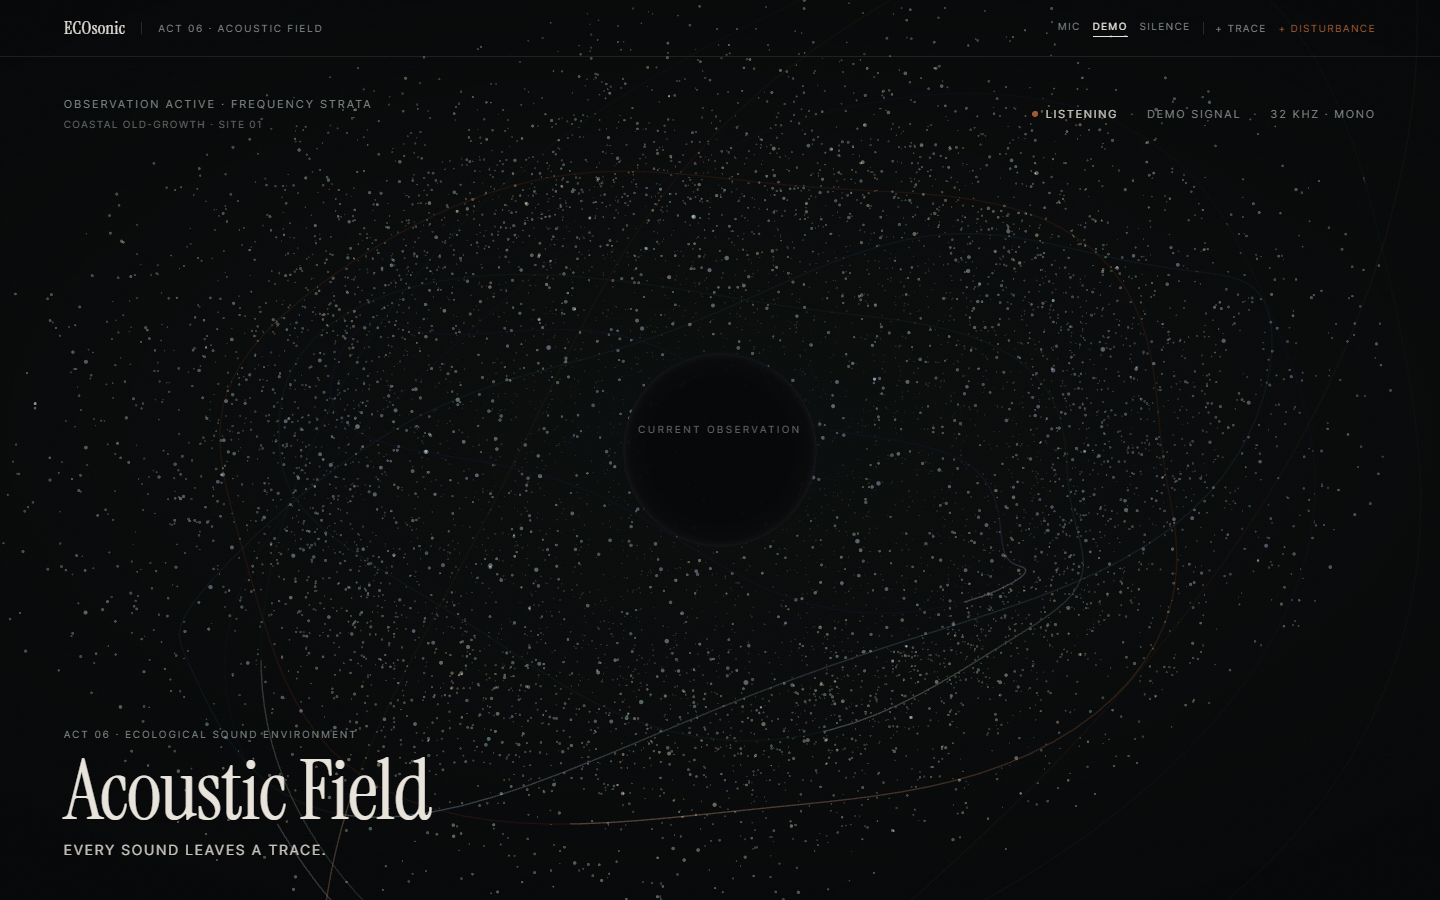 ECOsonic
ACT 06 · ACOUSTIC FIELD
MIC DEMO SILENCE + TRACE + DISTURBANCE
OBSERVATION ACTIVE · FREQUENCY STRATA
COASTAL OLD-GROWTH · SITE 01
LISTENING · DEMO SIGNAL · 32 KHZ · MONO
CURRENT OBSERVATION
ACT 06 · ECOLOGICAL SOUND ENVIRONMENT
Acoustic Field
EVERY SOUND LEAVES A TRACE.